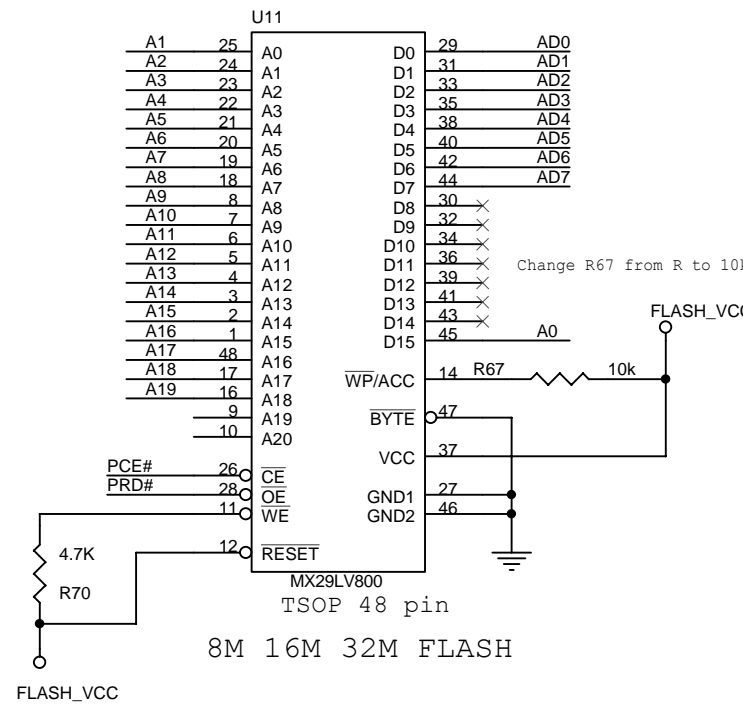 U11
A1 25 A0 D0 29 AD0
A2 24 A1 D1 31 AD1
A3 23 A2 D2 33 AD2
A4 22 A3 D3 35 AD3
A5 21 A4 D4 38 AD4
A6 20 A5 D5 40 AD5
A7 19 A6 D6 42 AD6
A8 18 A7 D7 44 AD7
A9 8 A8 D8 30
A10 7 A9 D9 32
A11 6 A10 D10 34
A12 5 A11 D11 36
A13 4 A12 D12 39
A14 3 A13 D13 41
A15 2 A14 D14 43
A16 1 A15 D15 45 A0
A17 48 A16
A18 17 A17 WP/ACC 14 R67 10k
A19 16 A18
9 A19 BYTE 47
10 A20
VCC 37
PCE# 26 CE
PRD# 28 OE GND1 27
11 WE GND2 46
12 RESET
Change R67 from R to 10k
FLASH_VCC
4.7K
R70
FLASH_VCC
MX29LV800
TSOP 48 pin
8M 16M 32M FLASH